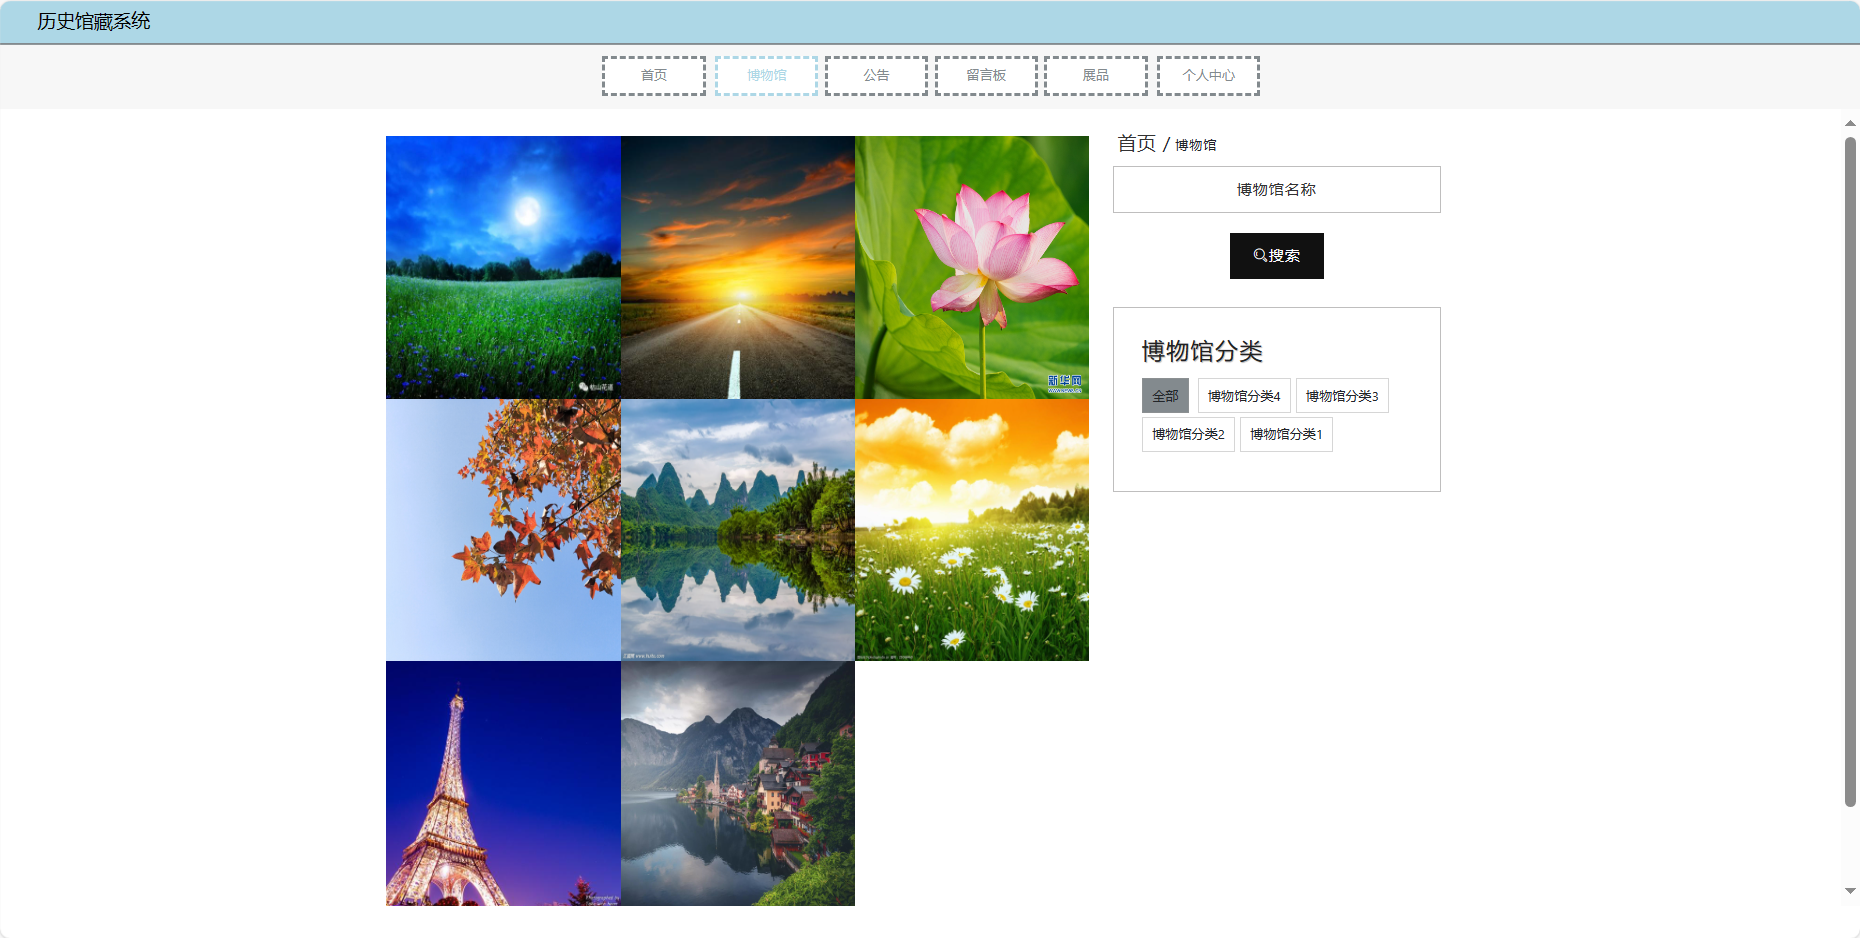 历史馆藏系统
首页 博物馆 公告 留言板 展品 个人中心
首页 / 博物馆
博物馆名称
搜索
新华网
博物馆分类
全部 博物馆分类4 博物馆分类3
博物馆分类2 博物馆分类1